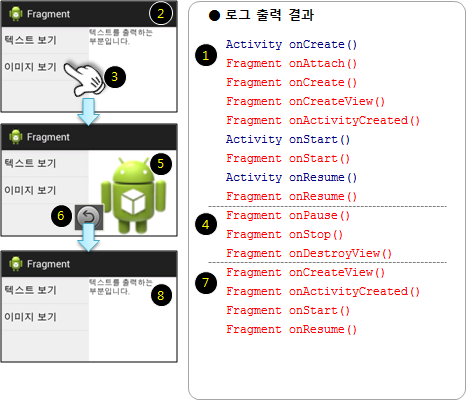 Fragment
2
텍스트 보기
텍스트를 출력하는
부분입니다.
이미지 보기
3
Fragment
텍스트 보기
5
이미지 보기
6
Fragment
텍스트 보기
텍스트를 출력하는
부분입니다.
8
이미지 보기
● 로그 출력 결과
1
Activity onCreate()
Fragment onAttach()
Fragment onCreate()
Fragment onCreateView()
Fragment onActivityCreated()
Activity onStart()
Fragment onStart()
Activity onResume()
Fragment onResume()
4
Fragment onPause()
Fragment onStop()
Fragment onDestroyView()
7
Fragment onCreateView()
Fragment onActivityCreated()
Fragment onStart()
Fragment onResume()